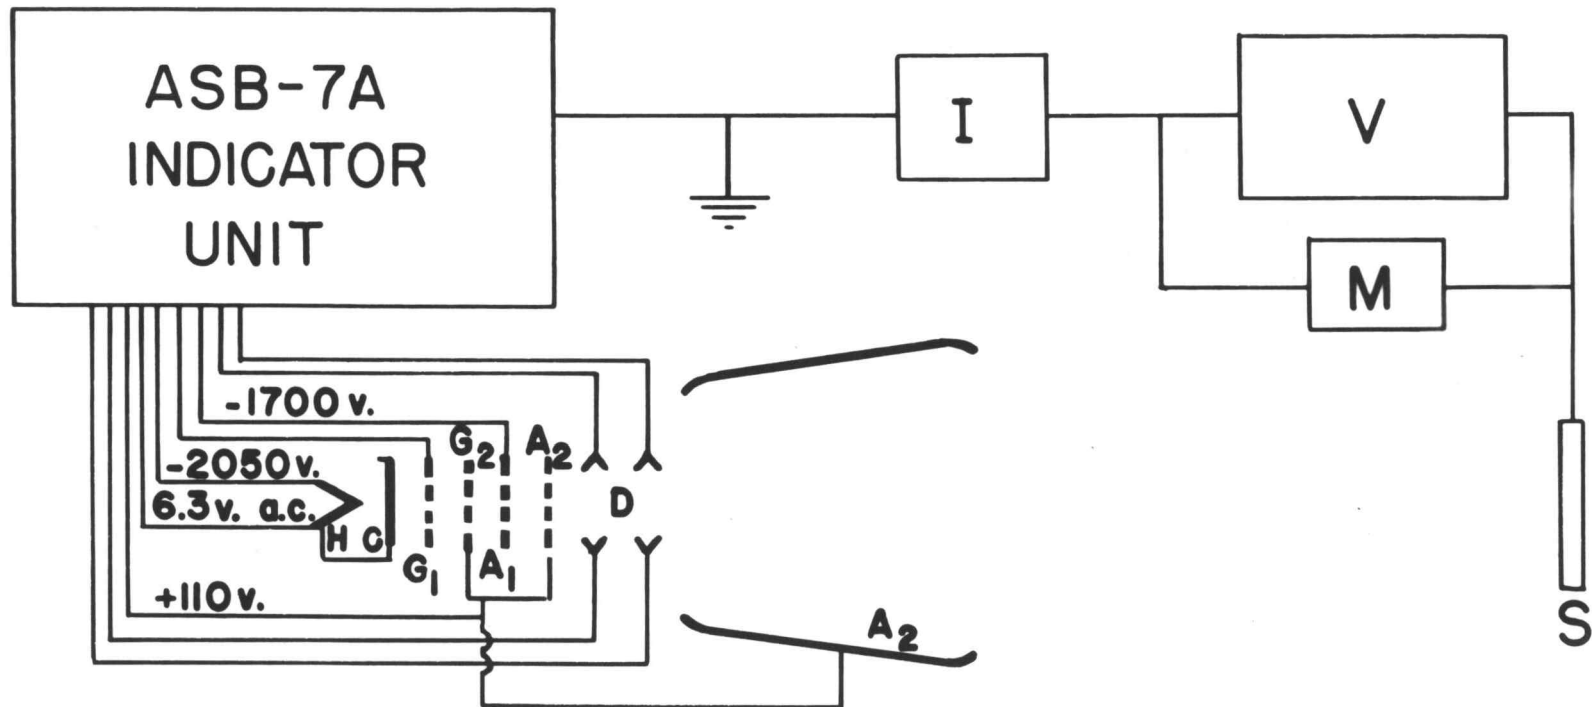 ASB-7A
INDICATOR
UNIT
I
V
M
-1700 v.
G2 A2
-2050 v.
6.3 v. a.c.
D
H C
G1
A1
+110 v.
A2
S